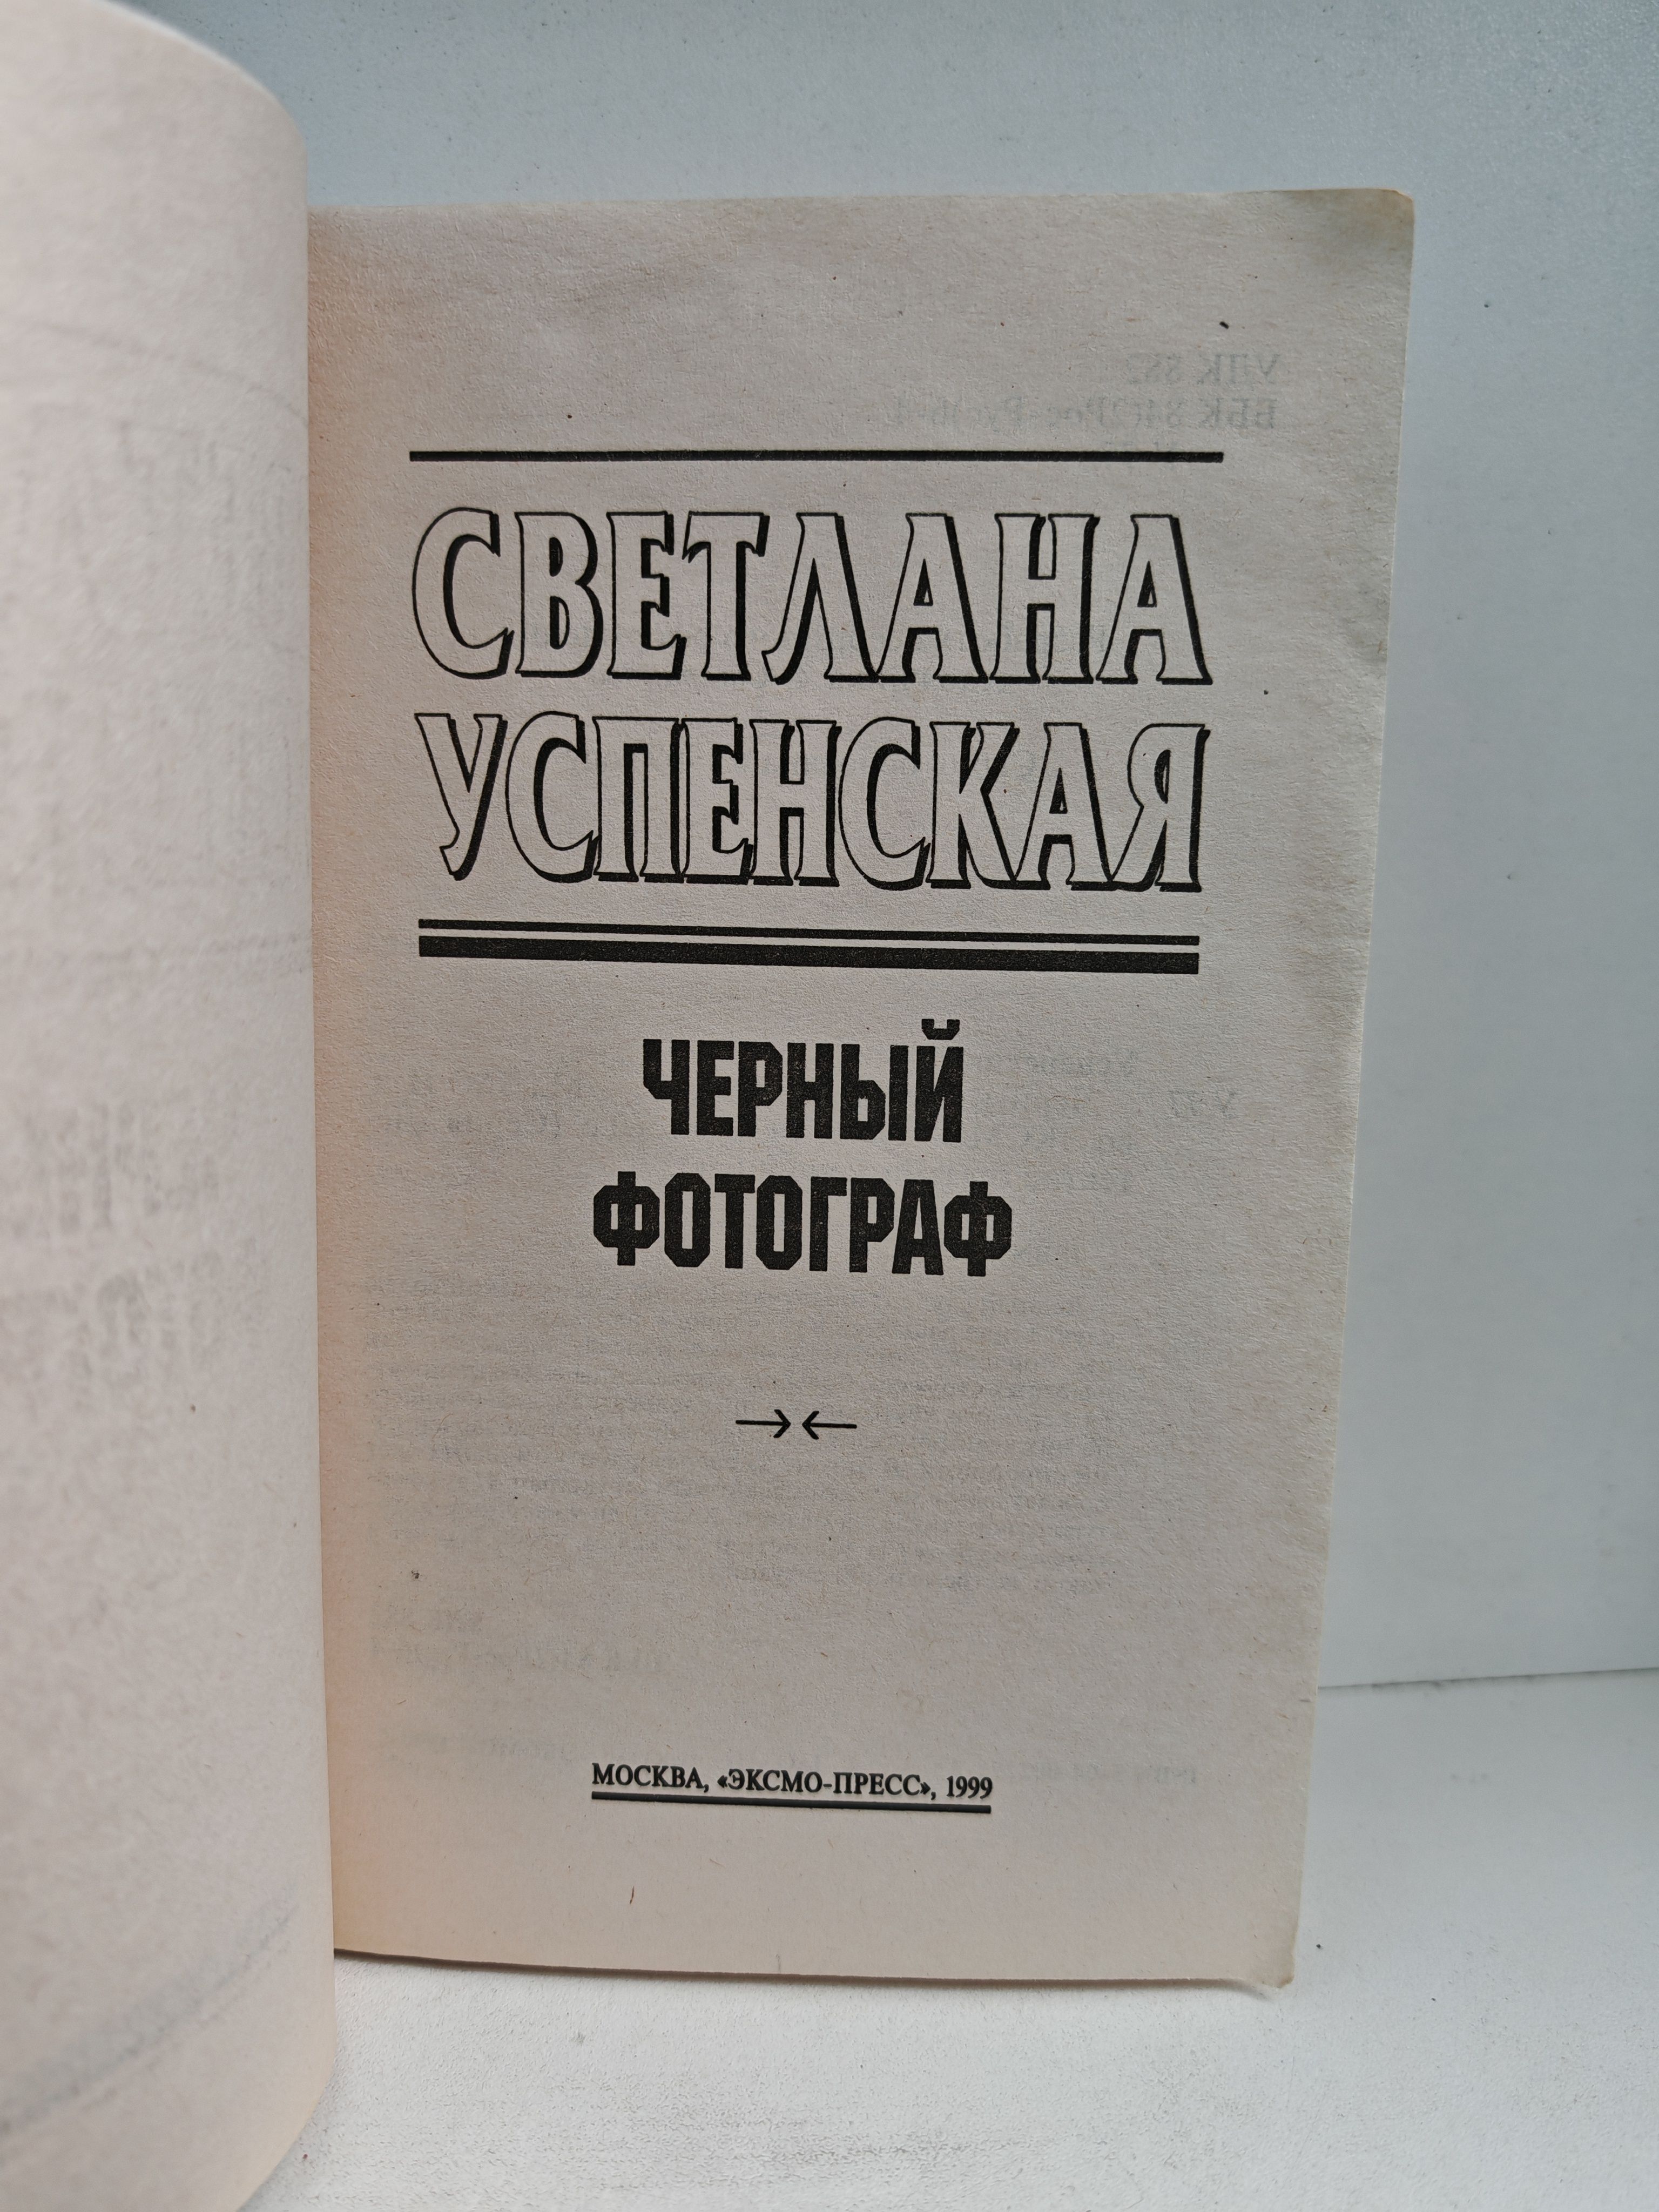 СВЕТЛАНА
УСПЕНСКАЯ
ЧЕРНЫЙ
ФОТОГРАФ
МОСКВА, «ЭКСМО-ПРЕСС», 1999